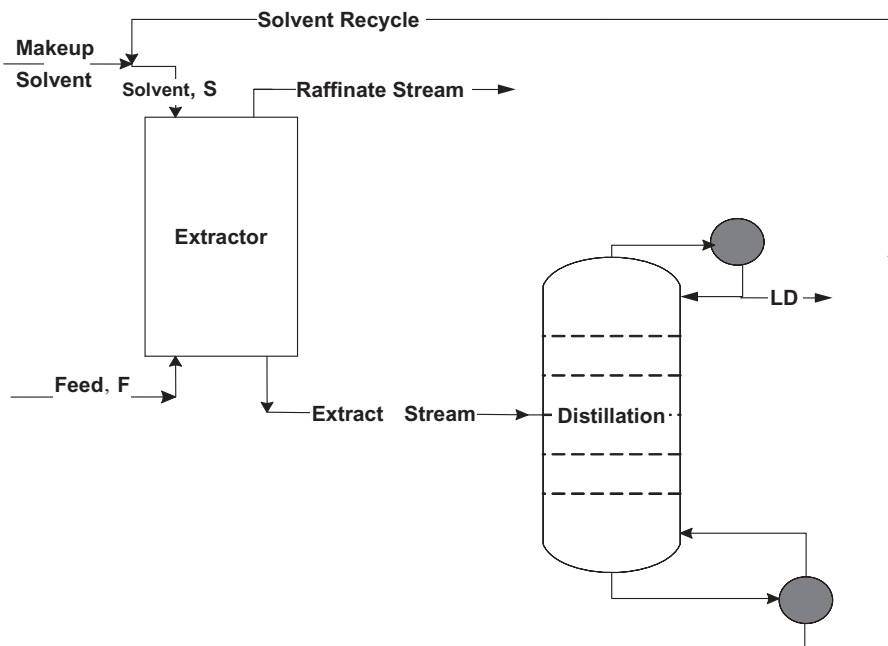 Solvent Recycle
Makeup
Solvent
Solvent, S
Raffinate Stream
Extractor
LD
Feed, F
Extract Stream
Distillation